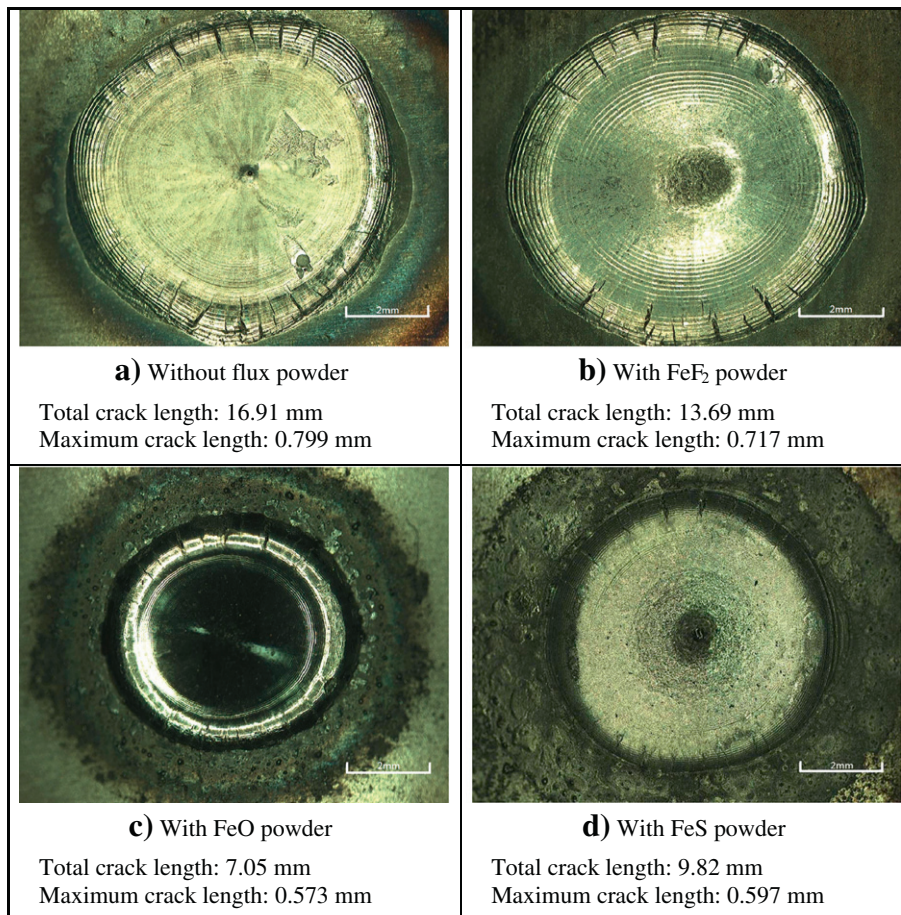 2mm
2mm
a) Without flux powder
Total crack length: 16.91 mm
Maximum crack length: 0.799 mm
b) With FeF₂ powder
Total crack length: 13.69 mm
Maximum crack length: 0.717 mm
2mm
2mm
c) With FeO powder
Total crack length: 7.05 mm
Maximum crack length: 0.573 mm
d) With FeS powder
Total crack length: 9.82 mm
Maximum crack length: 0.597 mm